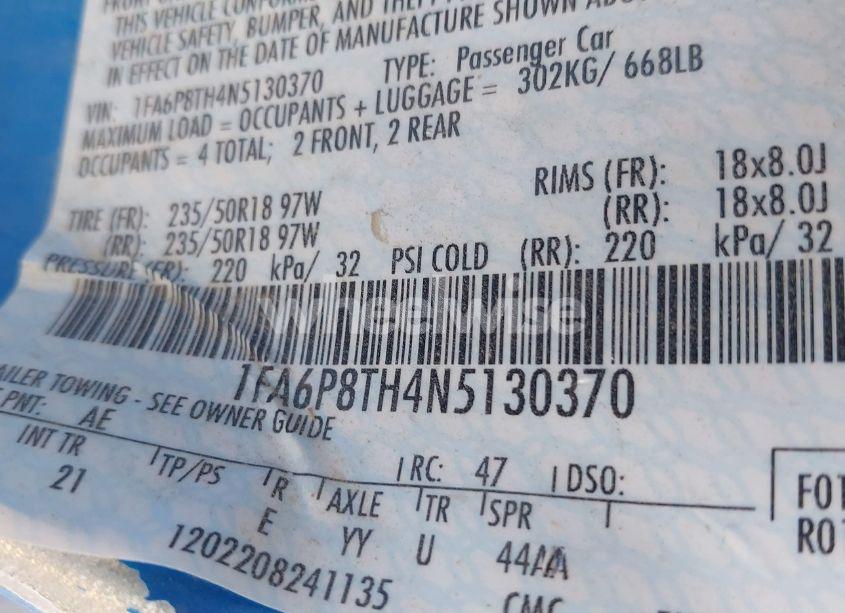 THIS VEHICLE CONFORMS
VEHICLE SAFETY, BUMPER, AND THEFT
IN EFFECT ON THE DATE OF MANUFACTURE SHOWN ABOVE
VIN: 1FA6P8TH4N5130370 TYPE: Passenger Car
MAXIMUM LOAD = OCCUPANTS + LUGGAGE = 302KG/ 668LB
OCCUPANTS = 4 TOTAL; 2 FRONT, 2 REAR
RIMS (FR): 18x8.0J
TIRE (FR): 235/50R18 97W (RR): 18x8.0J
(RR): 235/50R18 97W
PRESSURE (FR): 220 kPa/ 32 PSI COLD (RR): 220 kPa/ 32
wheelwise
1FA6P8TH4N5130370
AILER TOWING - SEE OWNER GUIDE
PNT: AE RC: 47 DSO:
INT TR TP/PS R AXLE TR SPR
21 E YY U 44AA
1202208241135